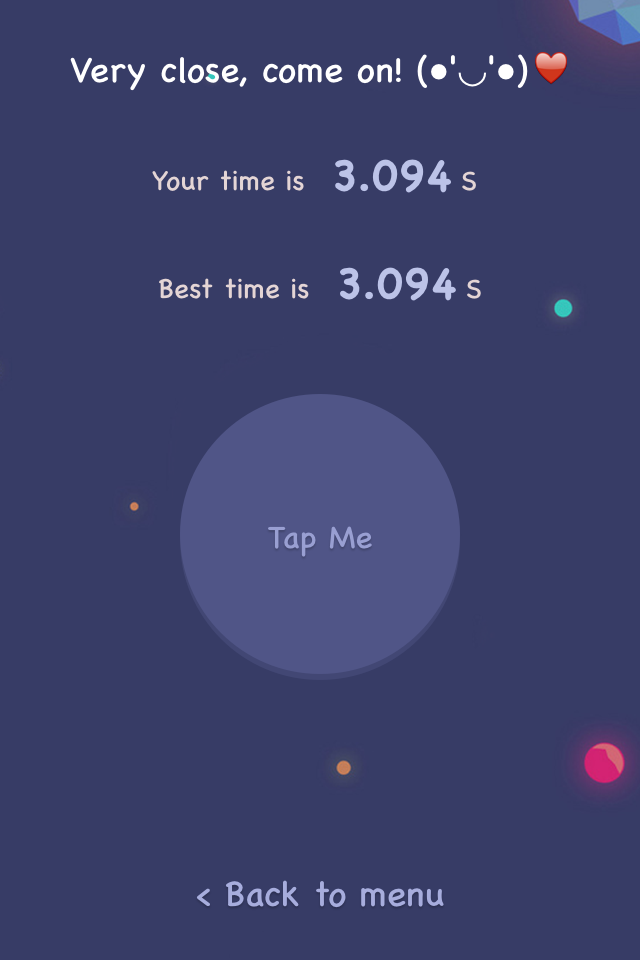 Very close, come on! (●'◡'●)♥️
Your time is 3.094 S
Best time is 3.094 S
Tap Me
< Back to menu